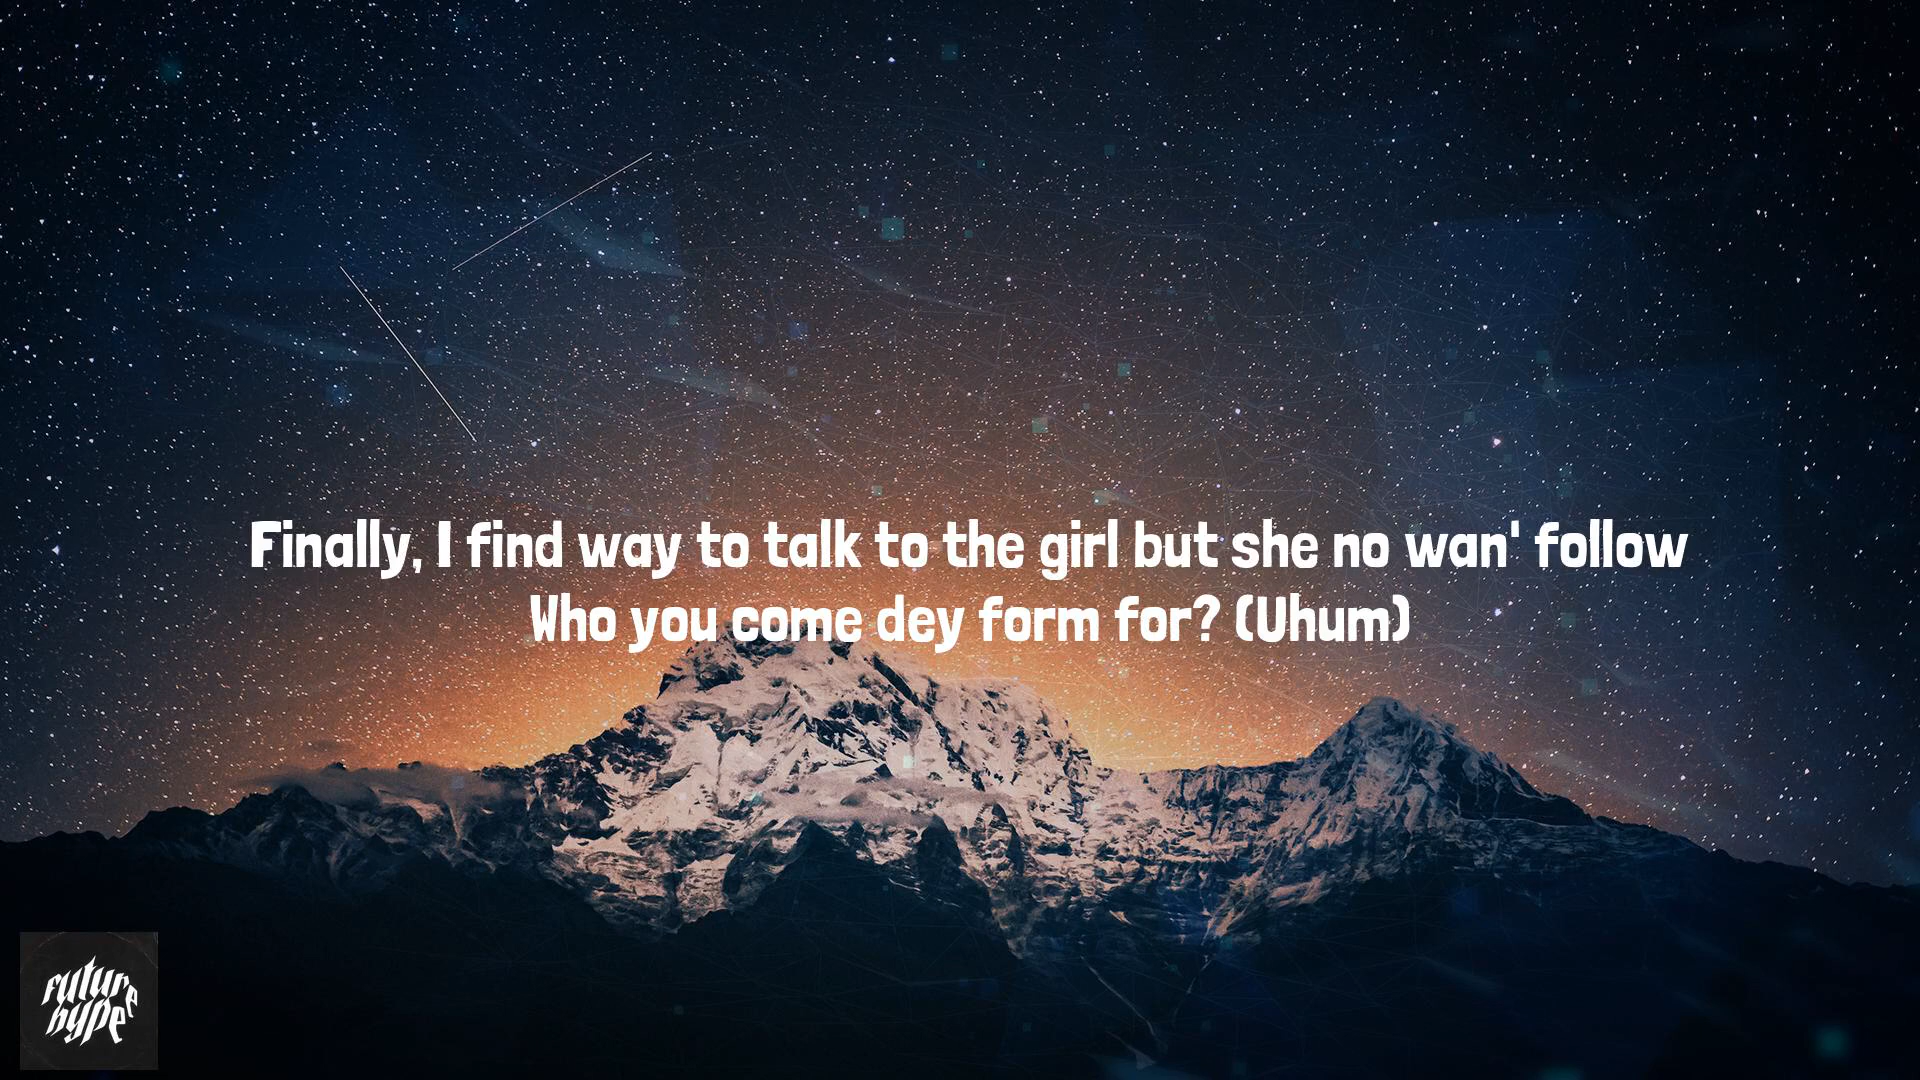 Finally, I find way to talk to the girl but she no wan' follow
Who you come dey form for? (Uhum)
future
hype